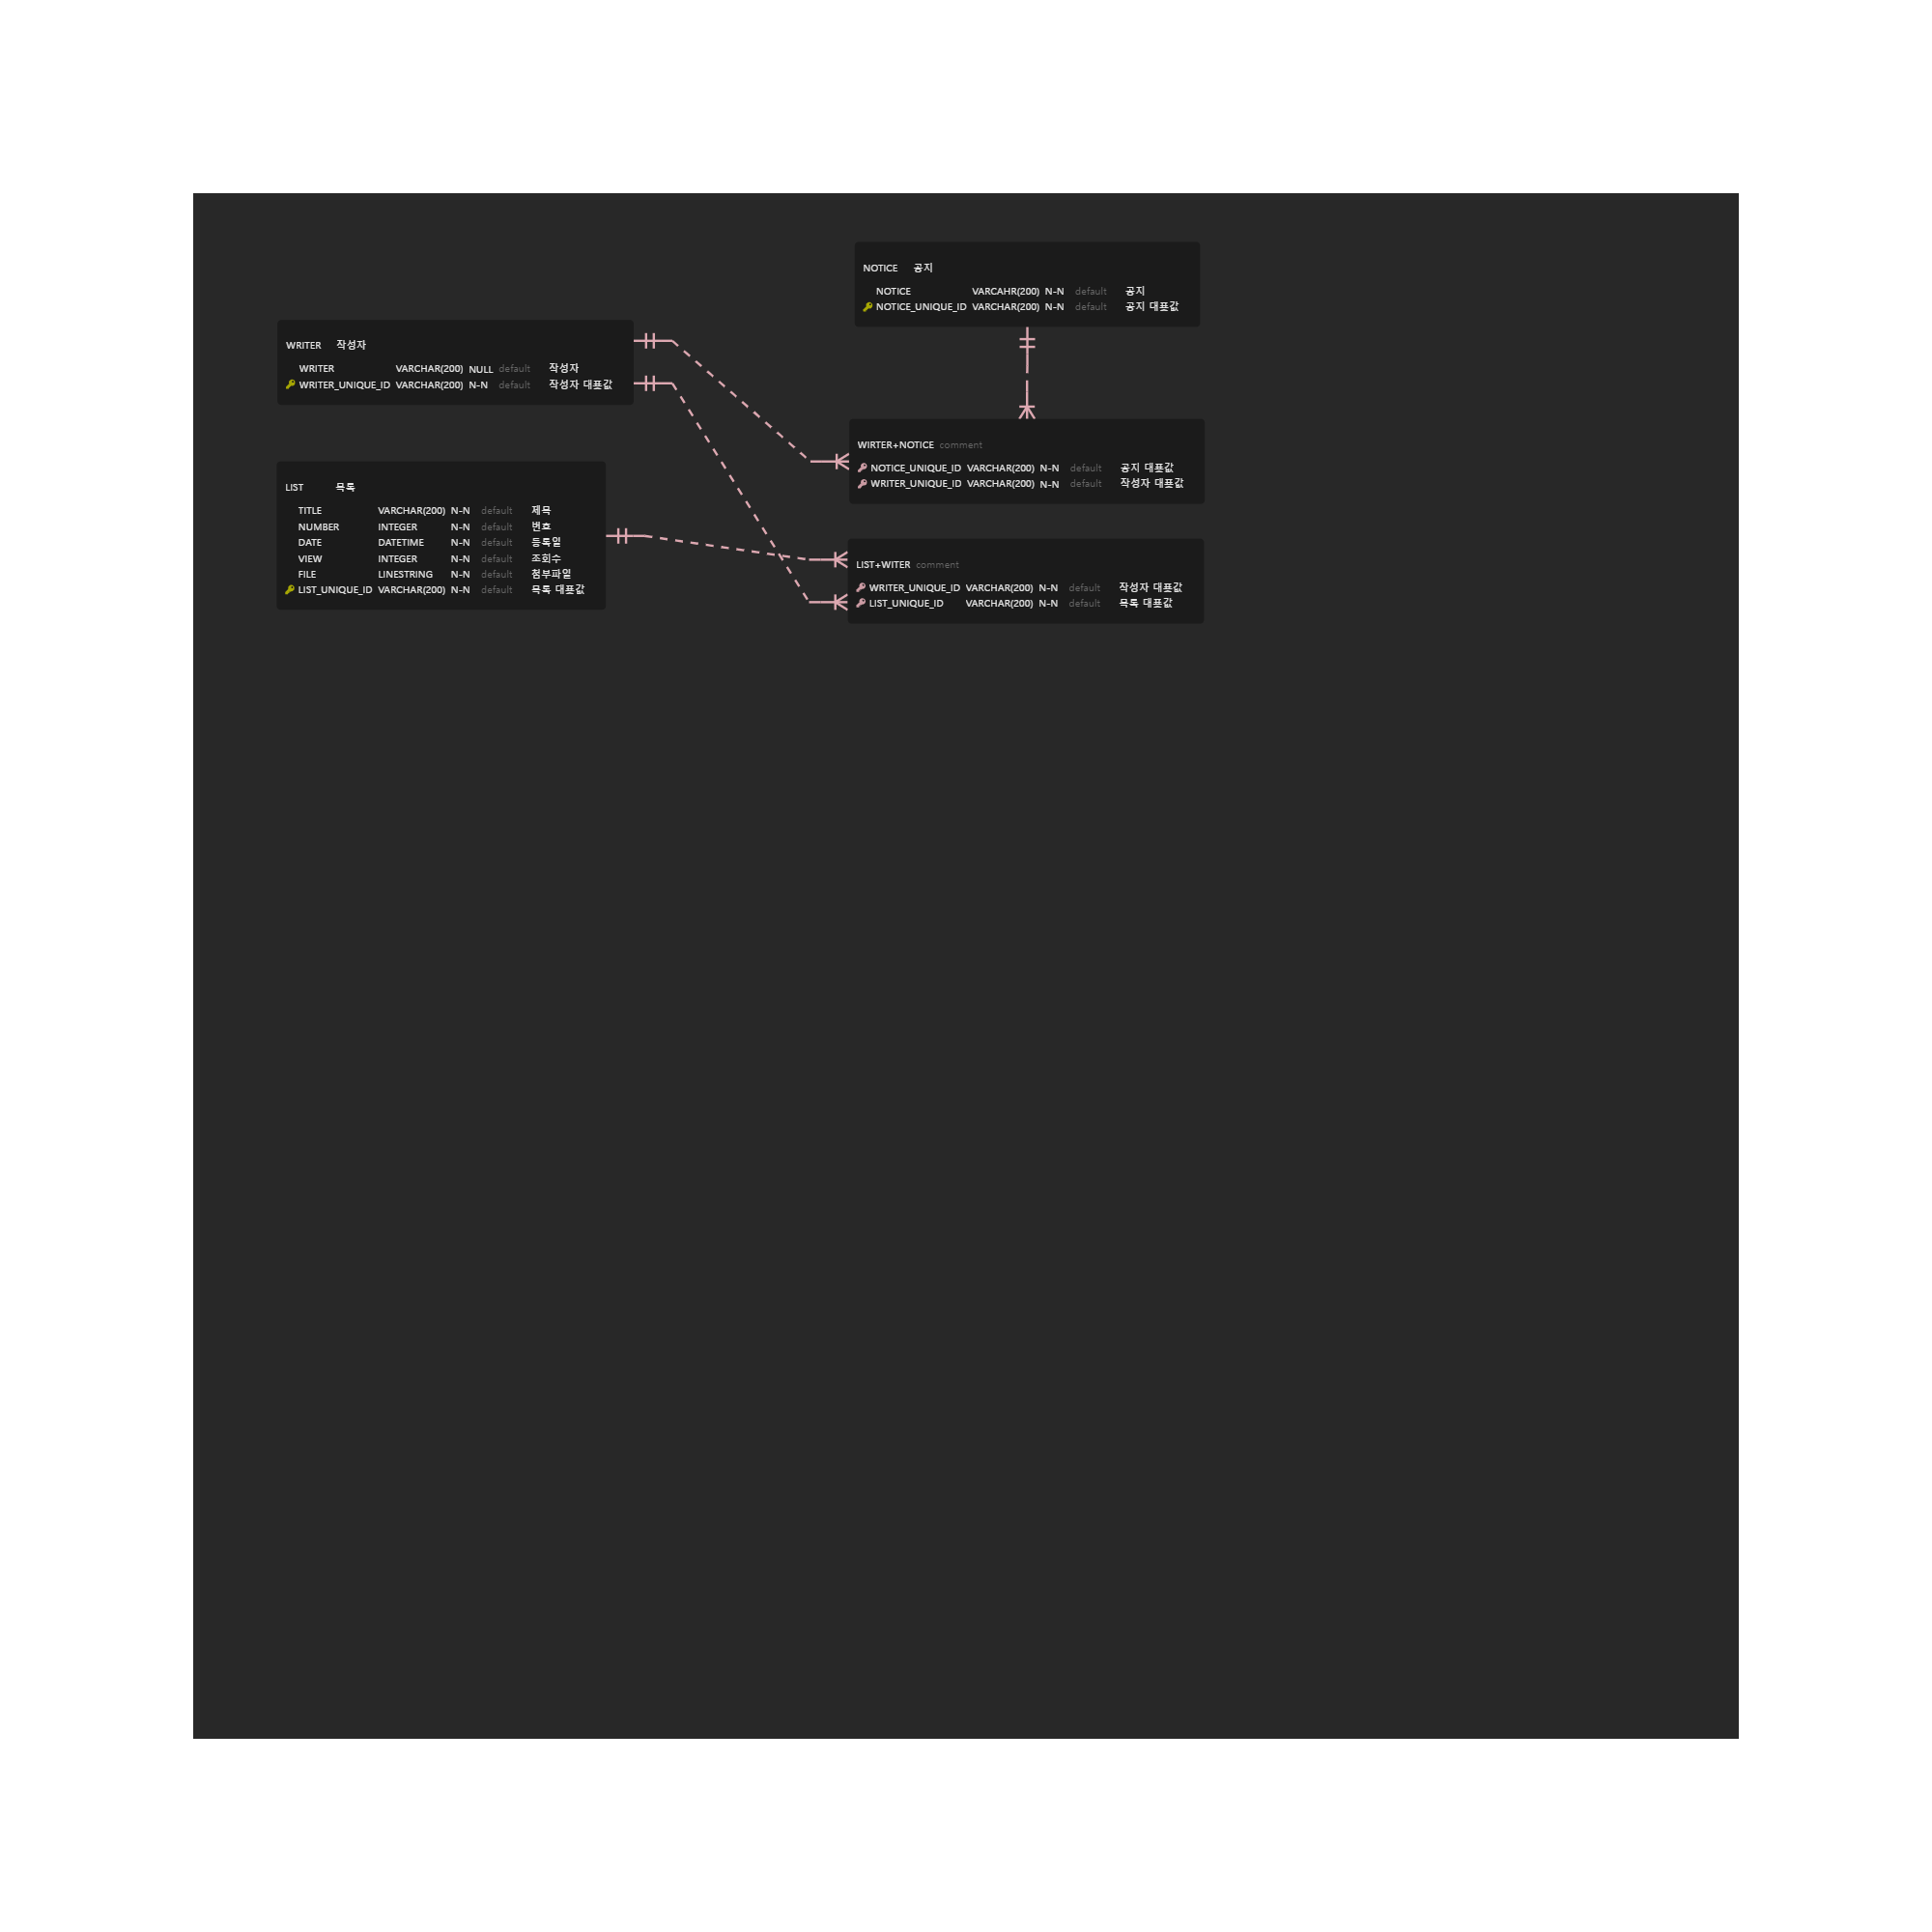 NOTICE 공지
NOTICE VARCAHR(200) N-N default 공지
NOTICE_UNIQUE_ID VARCHAR(200) N-N default 공지 대표값
WRITER 작성자
WRITER VARCHAR(200) NULL default 작성자
WRITER_UNIQUE_ID VARCHAR(200) N-N default 작성자 대표값
WIRTER+NOTICE comment
NOTICE_UNIQUE_ID VARCHAR(200) N-N default 공지 대표값
WRITER_UNIQUE_ID VARCHAR(200) N-N default 작성자 대표값
LIST 목록
TITLE VARCHAR(200) N-N default 제목
NUMBER INTEGER N-N default 번호
DATE DATETIME N-N default 등록일
VIEW INTEGER N-N default 조회수
FILE LINESTRING N-N default 첨부파일
LIST_UNIQUE_ID VARCHAR(200) N-N default 목록 대표값
LIST+WITER comment
WRITER_UNIQUE_ID VARCHAR(200) N-N default 작성자 대표값
LIST_UNIQUE_ID VARCHAR(200) N-N default 목록 대표값